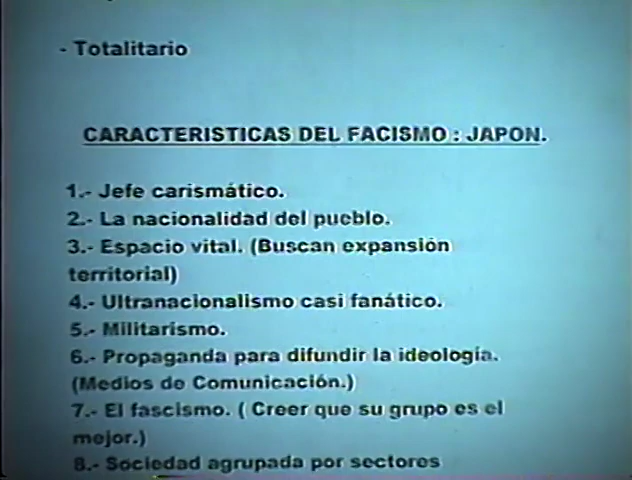 - Totalitario
CARACTERISTICAS DEL FACISMO : JAPON.
1.- Jefe carismático.
2.- La nacionalidad del pueblo.
3.- Espacio vital. (Buscan expansión
territorial)
4.- Ultranacionalismo casi fanático.
5.- Militarismo.
6.- Propaganda para difundir la ideología.
(Medios de Comunicación.)
7.- El fascismo. ( Creer que su grupo es el
mejor.)
8.- Sociedad agrupada por sectores